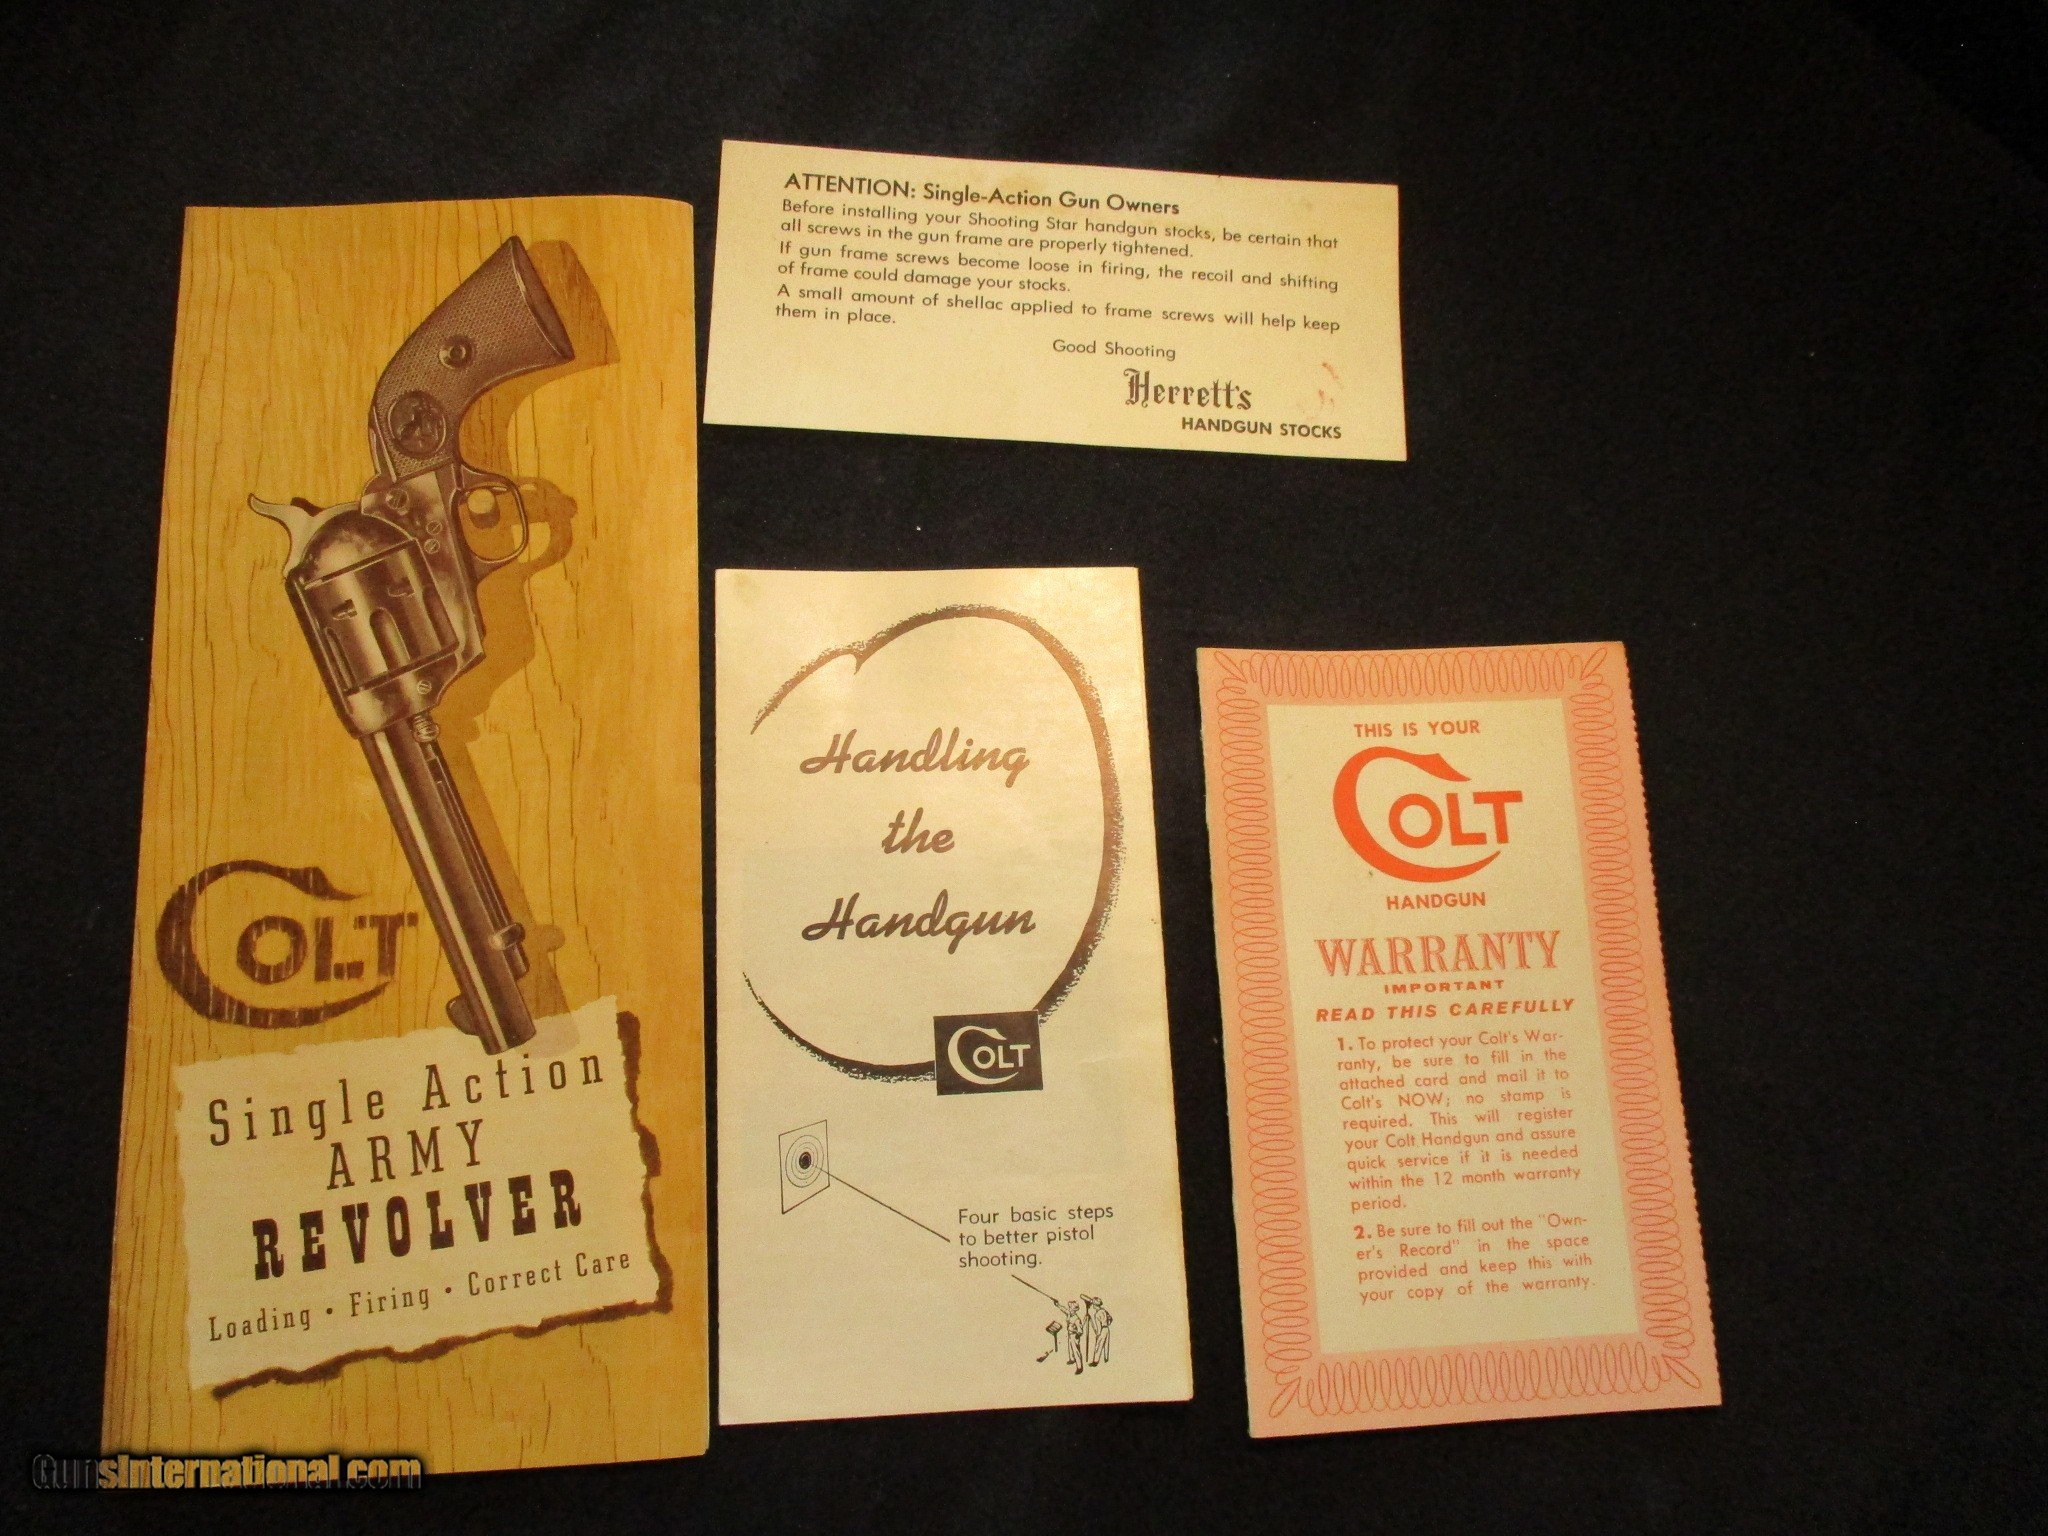 COLT
Single Action
ARMY
REVOLVER
Loading • Firing • Correct Care
ATTENTION: Single-Action Gun Owners
Before installing your Shooting Star handgun stocks, be certain that
all screws in the gun frame are properly tightened.
If gun frame screws become loose in firing, the recoil and shifting
of frame could damage your stocks.
A small amount of shellac applied to frame screws will help keep
them in place.
Good Shooting
Herrett's
HANDGUN STOCKS
Handling
the
Handgun
COLT
Four basic steps
to better pistol
shooting.
THIS IS YOUR
COLT
HANDGUN
WARRANTY
IMPORTANT
READ THIS CAREFULLY
1. To protect your Colt's War-
ranty, be sure to fill in the
attached card and mail it to
Colt's NOW; no stamp is
required. This will register
your Colt Handgun and assure
quick service if it is needed
within the 12 month warranty
period.
2. Be sure to fill out the "Own-
er's Record" in the space
provided and keep this with
your copy of the warranty.
GunsInternational.com